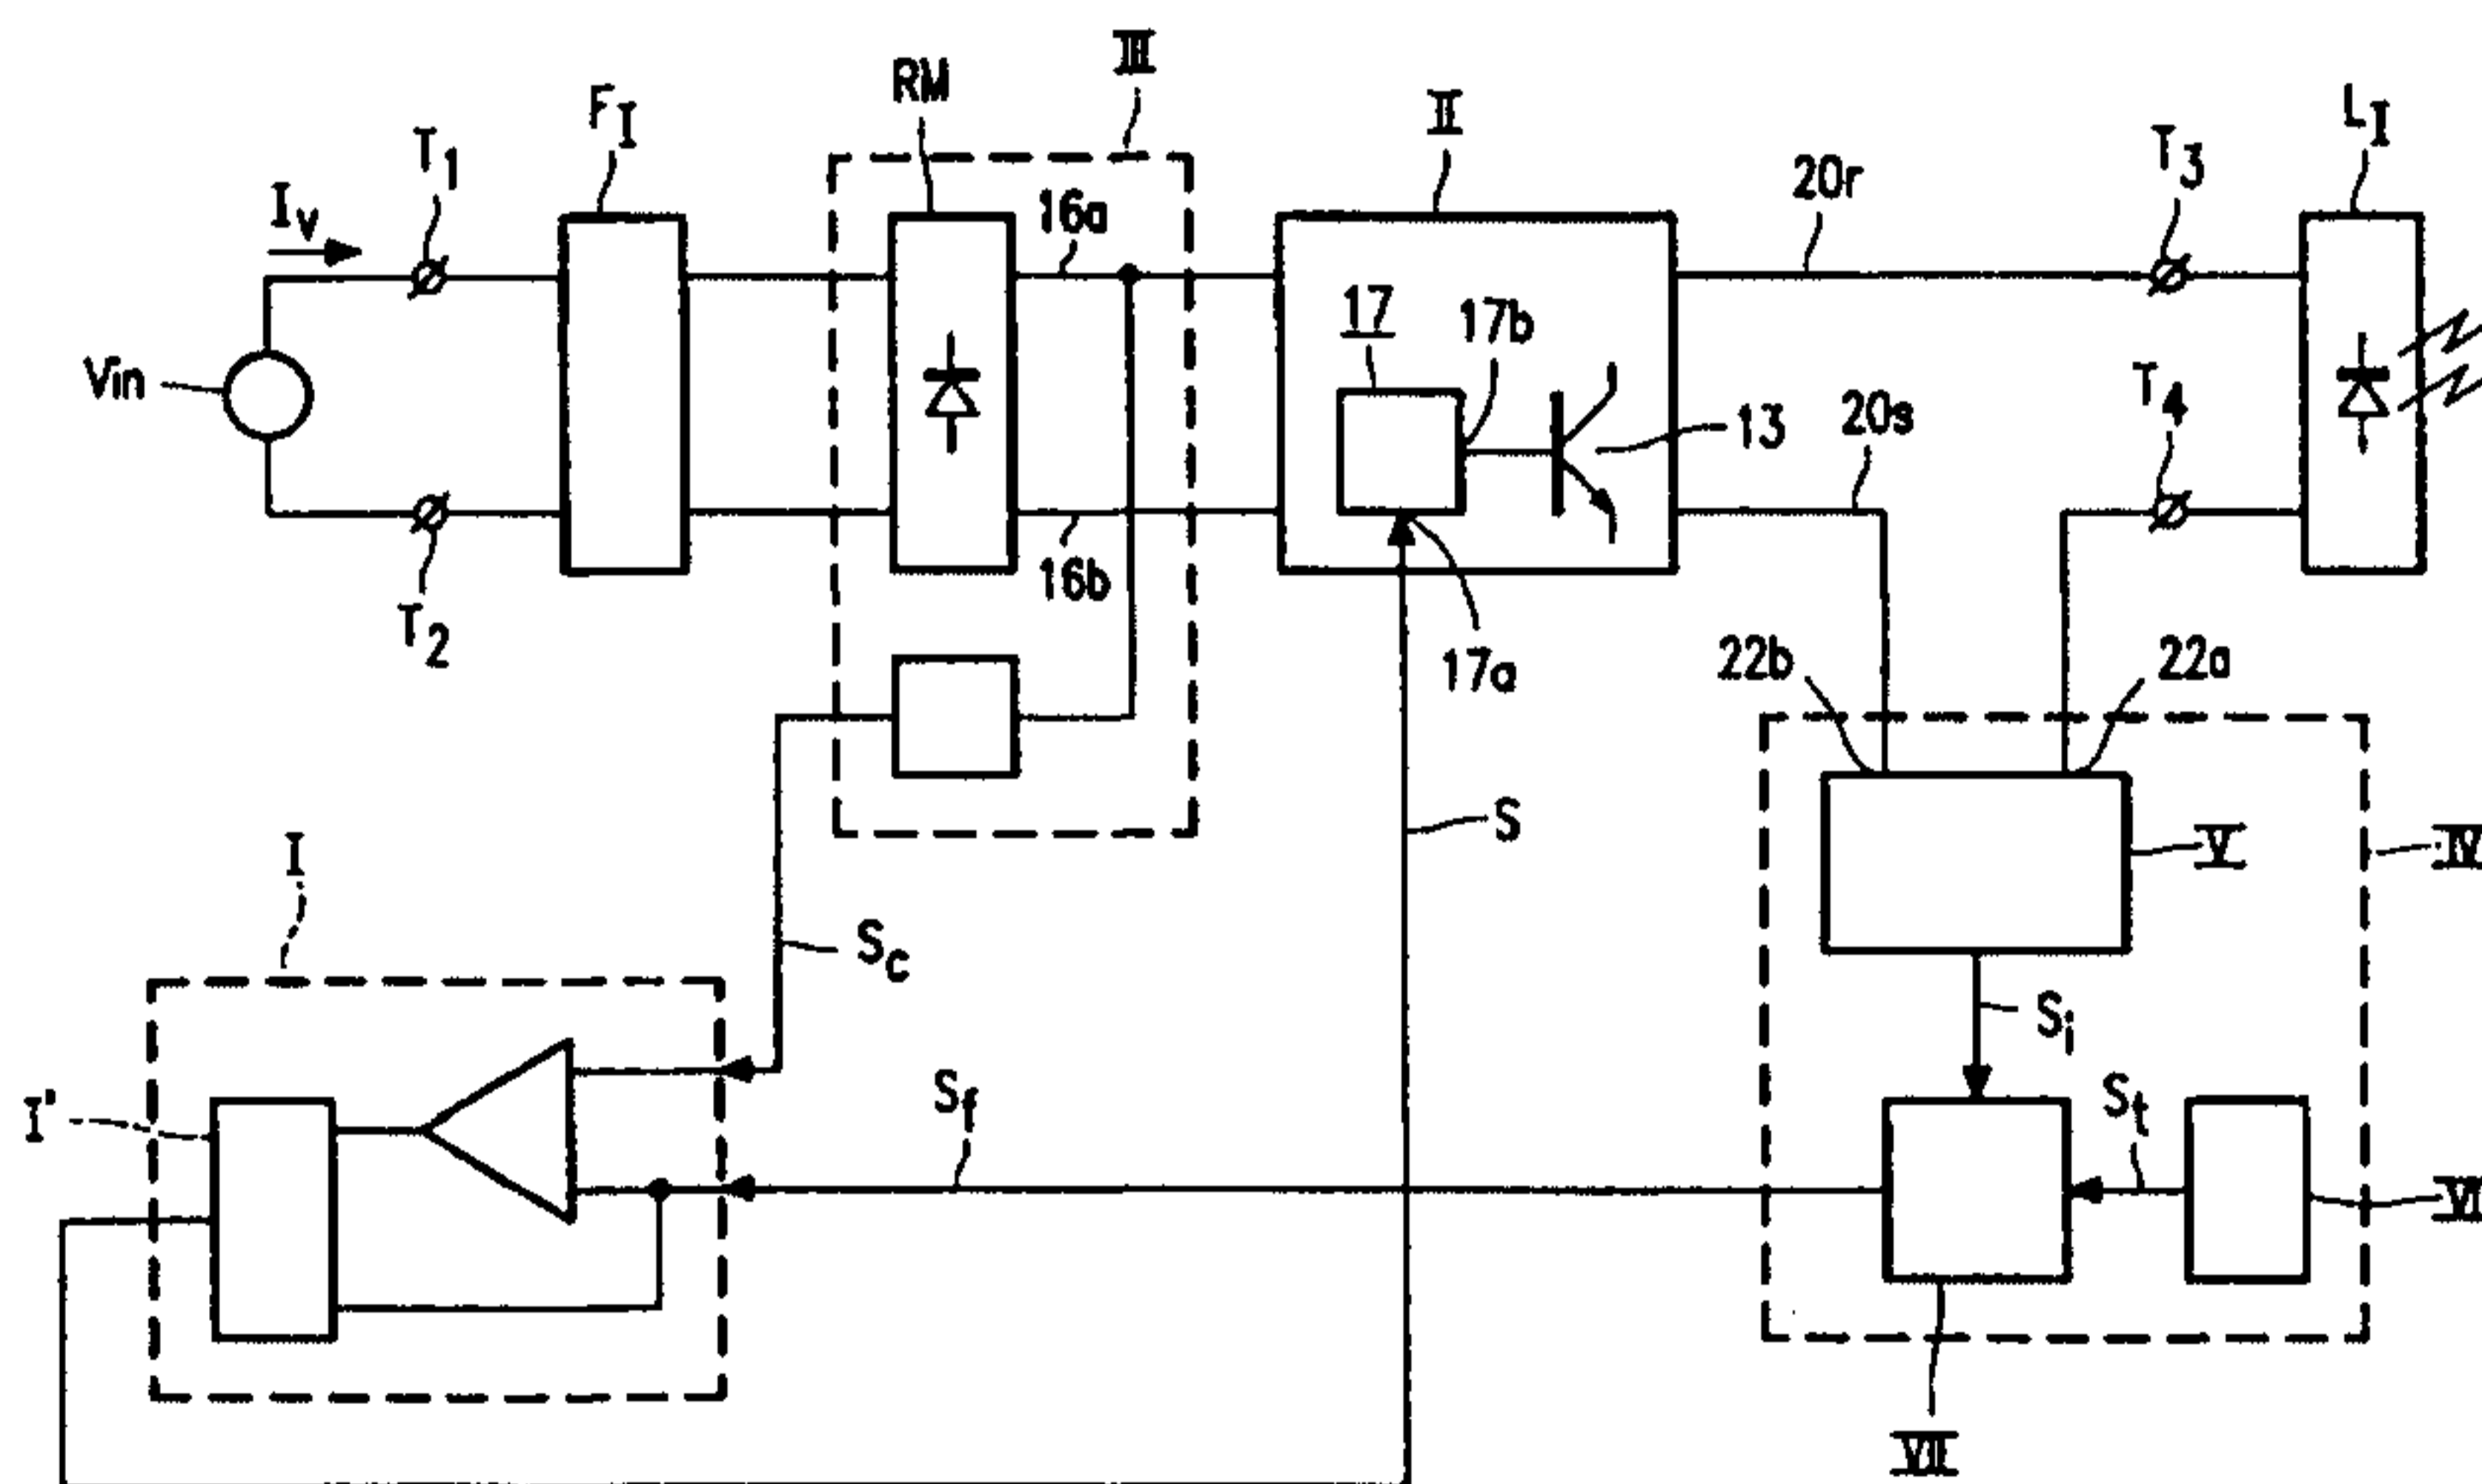 III
RM
II
F_I
L_I
T_1
T_3
20r
I_v
16a
17
17b
Vin
T_4
20s
13
16b
T_2
22b
22a
17a
S
I
V
IV
S_c
S_i
S_f
S_t
I'
VI
VII